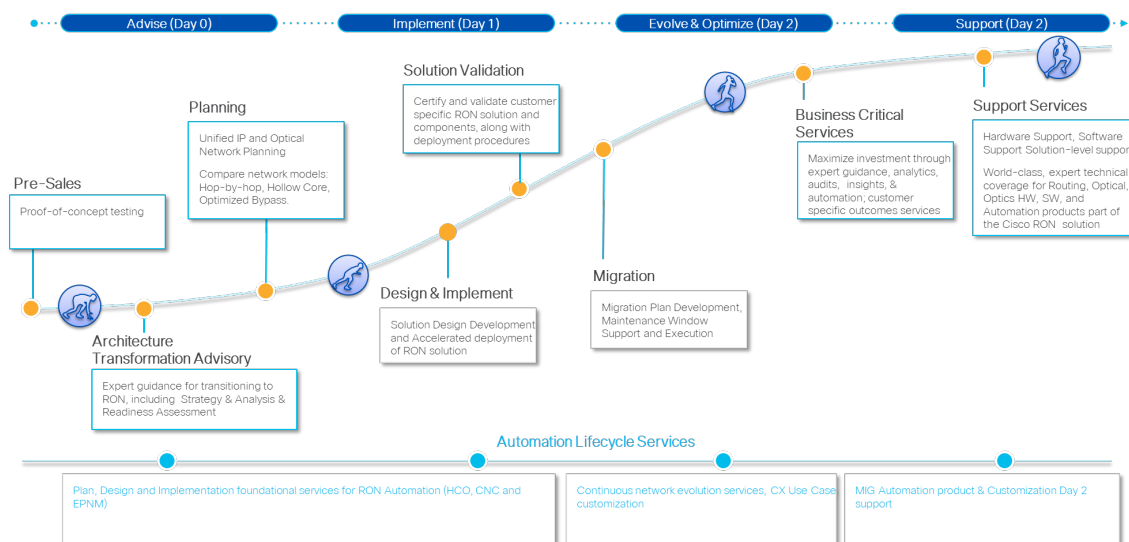 Advise (Day 0)
Implement (Day 1)
Evolve & Optimize (Day 2)
Support (Day 2)
Pre-Sales
Proof-of-concept testing
Architecture
Transformation Advisory
Expert guidance for transitioning to
RON, including Strategy & Analysis &
Readiness Assessment
Planning
Unified IP and Optical
Network Planning
Compare network models:
Hop-by-hop, Hollow Core,
Optimized Bypass.
Design & Implement
Solution Design Development
and Accelerated deployment
of RON solution
Solution Validation
Certify and validate customer
specific RON solution and
components, along with
deployment procedures
Migration
Migration Plan Development,
Maintenance Window
Support and Execution
Business Critical
Services
Maximize investment through
expert guidance, analytics,
audits, insights, &
automation; customer
specific outcomes services
Support Services
Hardware Support, Software
Support Solution-level suppor
World-class, expert technical
coverage for Routing, Optical,
Optics HW, SW, and
Automation products part of
the Cisco RON solution
Automation Lifecycle Services
Plan, Design and Implementation foundational services for RON Automation (HCO, CNC and
EPNM)
Continuous network evolution services, CX Use Case
customization
MIG Automation product & Customization Day 2
support